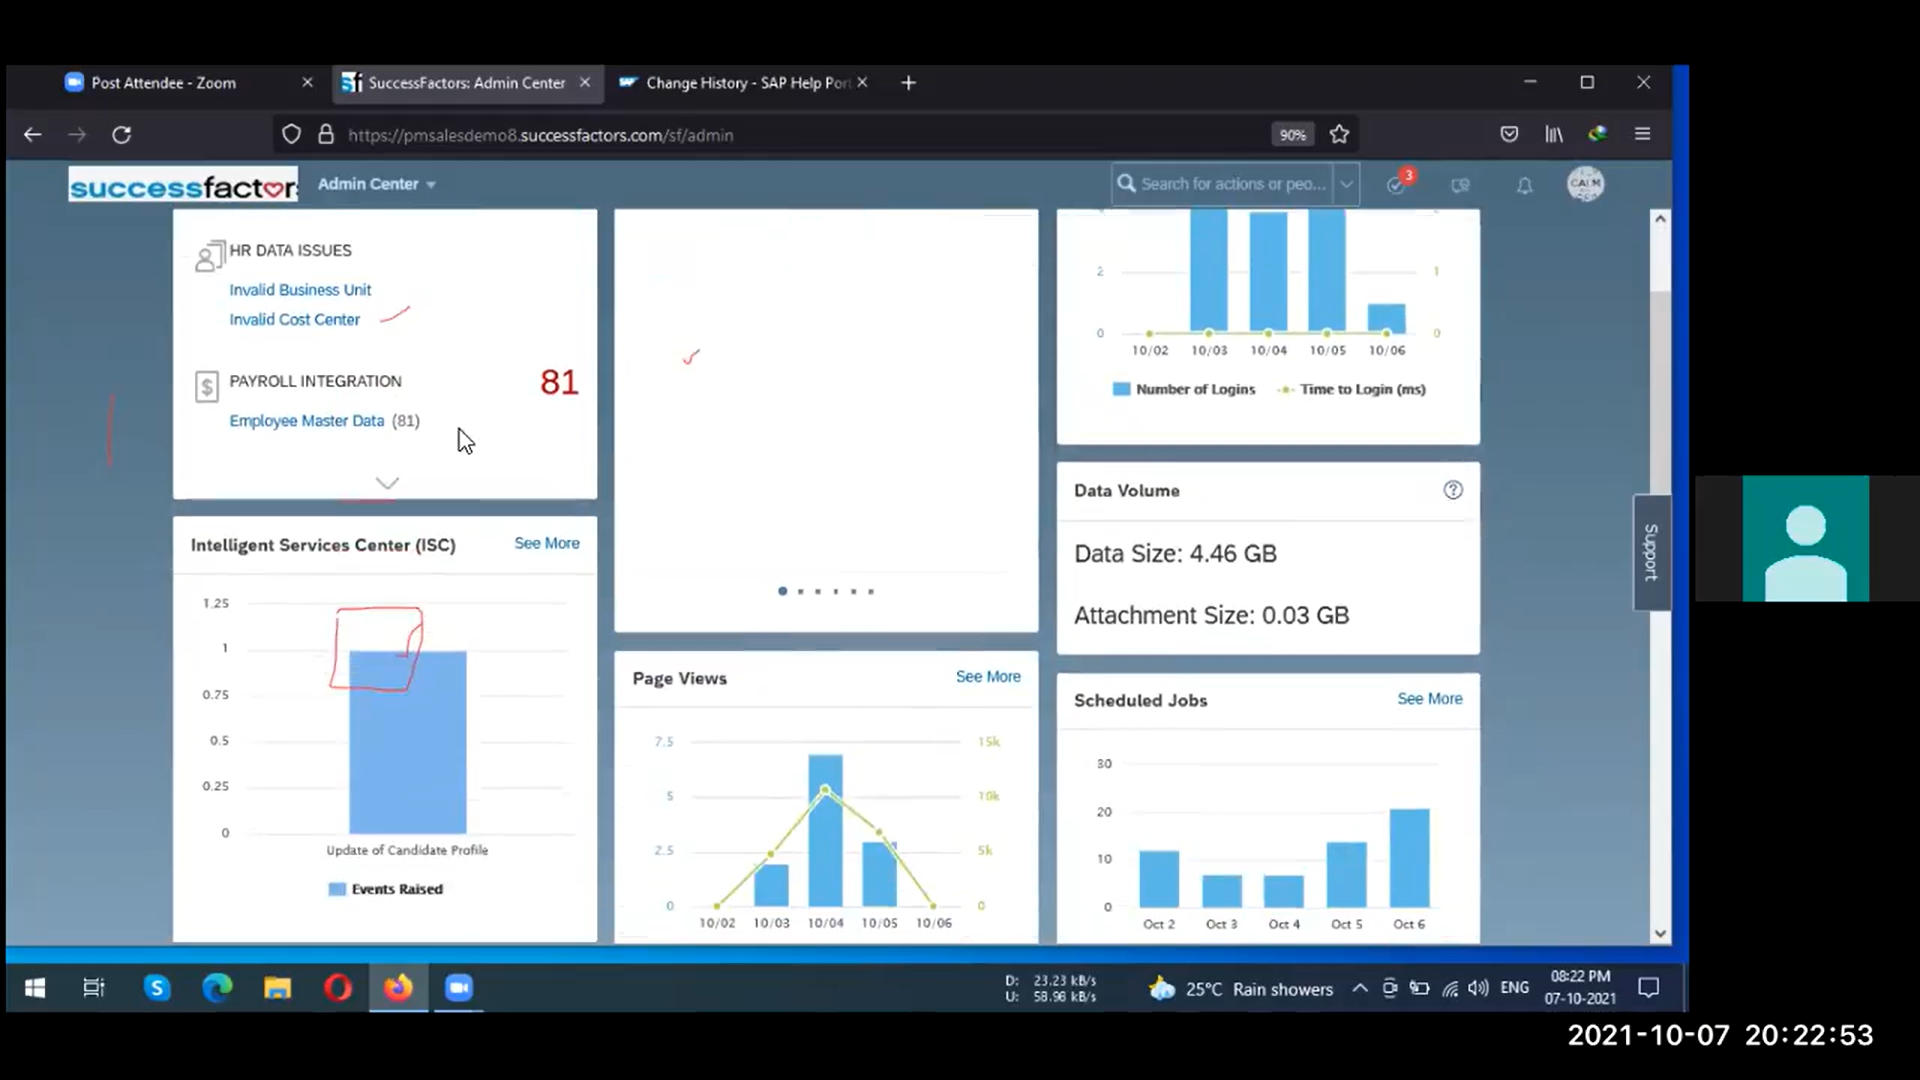 Post Attendee - Zoom
SuccessFactors: Admin Center
Change History - SAP Help Port
https://pmsalesdemo8.successfactors.com/sf/admin
90%
successfactors
Admin Center
Search for actions or peo...
3
HR DATA ISSUES
Invalid Business Unit
Invalid Cost Center
PAYROLL INTEGRATION
81
Employee Master Data (81)
Intelligent Services Center (ISC)
See More
1.25
1
0.75
0.5
0.25
0
Update of Candidate Profile
Events Raised
Page Views
See More
7.5
15k
5
10k
2.5
5k
0
0
10/02 10/03 10/04 10/05 10/06
2
1
0
0
10/02 10/03 10/04 10/05 10/06
Number of Logins
Time to Login (ms)
Data Volume
Data Size: 4.46 GB
Attachment Size: 0.03 GB
Scheduled Jobs
See More
30
20
10
0
Oct 2 Oct 3 Oct 4 Oct 5 Oct 6
Support
D: 23.23 kB/s
U: 58.96 kB/s
25°C Rain showers
ENG
08:22 PM
07-10-2021
2021-10-07 20:22:53